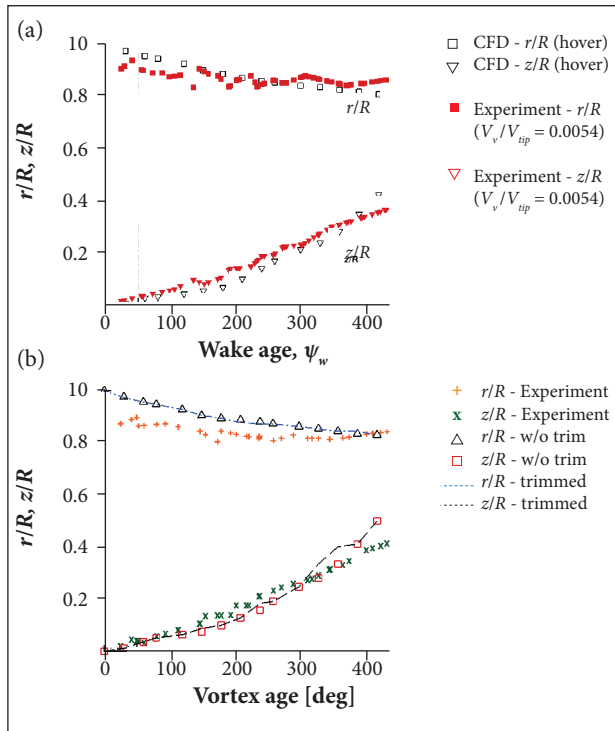 (a)
10
0.8
0.6
0.4
0.2
0
100
200
300
400
r/R, z/R
r/R
z/R
Wake age, ψw
CFD - r/R (hover)
CFD - z/R (hover)
Experiment - r/R
(Vv/Vtip = 0.0054)
Experiment - z/R
(Vv/Vtip = 0.0054)
(b)
10
0.8
0.6
0.4
0.2
0
100
200
300
400
r/R, z/R
Vortex age [deg]
r/R - Experiment
z/R - Experiment
r/R - w/o trim
z/R - w/o trim
r/R - trimmed
z/R - trimmed